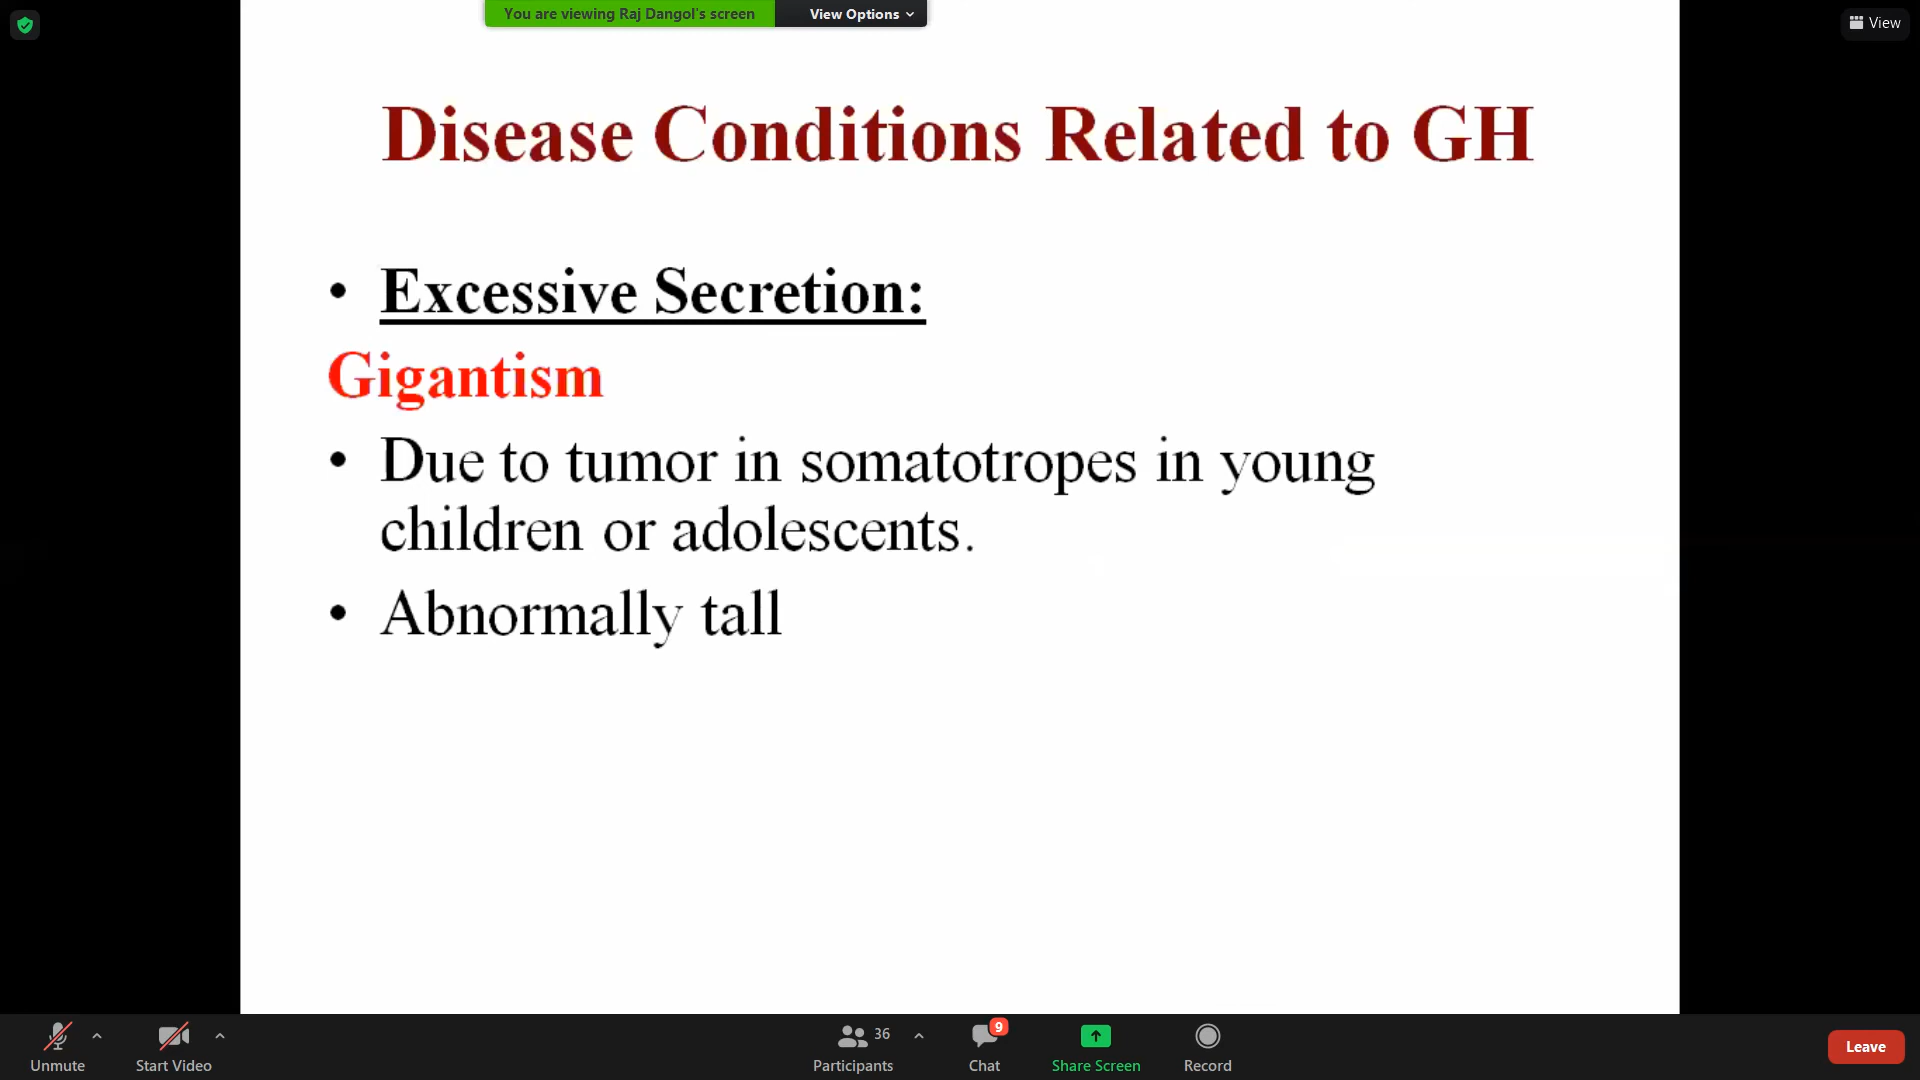 You are viewing Raj Dangol's screen
View Options
View
Disease Conditions Related to GH
• Excessive Secretion:
Gigantism
• Due to tumor in somatotropes in young
children or adolescents.
• Abnormally tall
Unmute
Start Video
36
Participants
9
Chat
Share Screen
Record
Leave